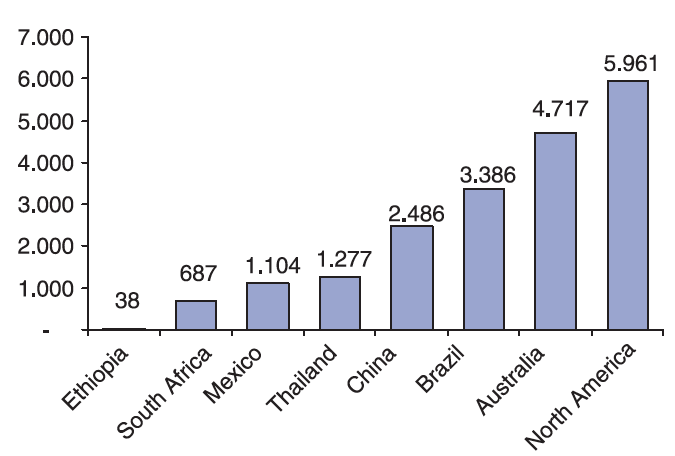 7.000
6.000
5.000
4.000
3.000
2.000
1.000
-
38
687
1.104
1.277
2.486
3.386
4.717
5.961
Ethiopia
South Africa
Mexico
Thailand
China
Brazil
Australia
North America